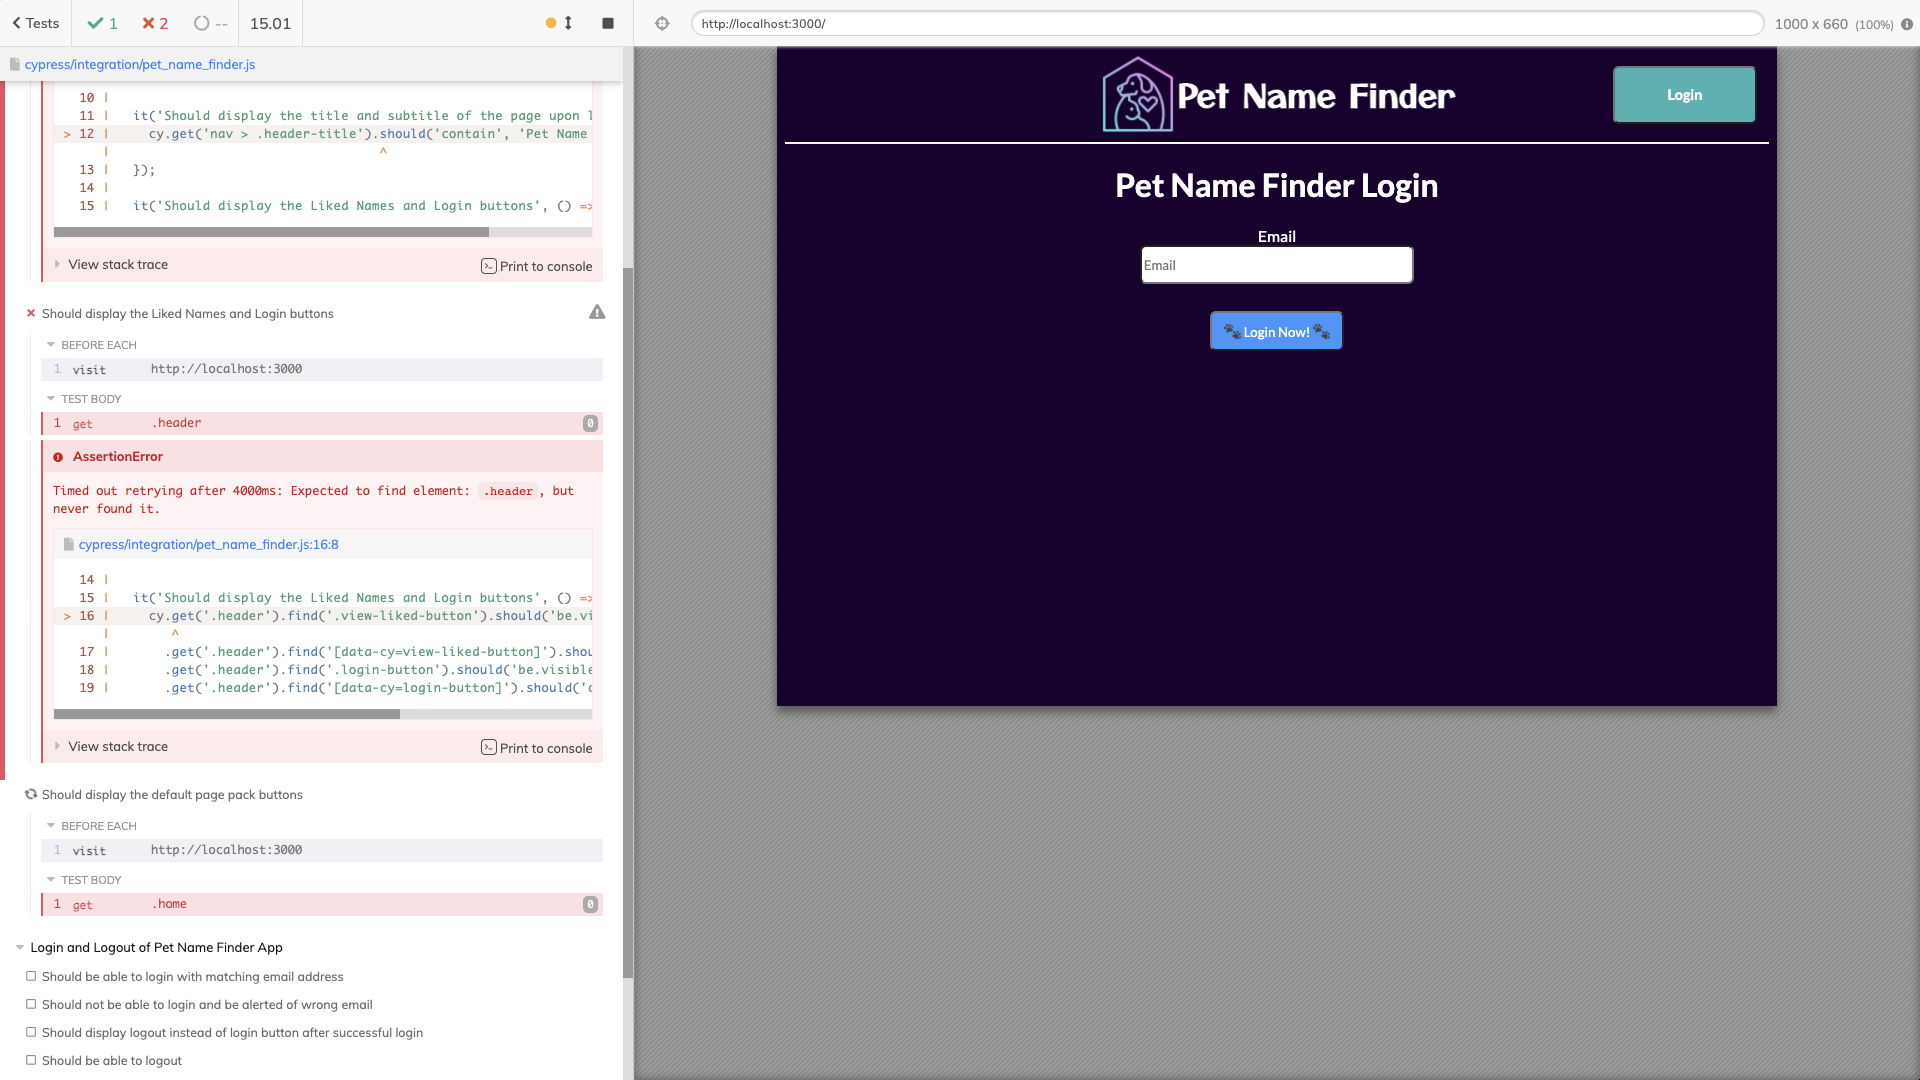 Tests
1
2
--
15.01
http://localhost:3000/
1000 x 660 (100%)
cypress/integration/pet_name_finder.js
10 |
11 | it('Should display the title and subtitle of the page upon l
> 12 | cy.get('nav > .header-title').should('contain', 'Pet Name
| ^
13 | });
14 |
15 | it('Should display the Liked Names and Login buttons', () =>
View stack trace
Print to console
Should display the Liked Names and Login buttons
BEFORE EACH
1 visit http://localhost:3000
TEST BODY
1 get .header 0
AssertionError
Timed out retrying after 4000ms: Expected to find element: .header, but
never found it.
cypress/integration/pet_name_finder.js:16:8
14 |
15 | it('Should display the Liked Names and Login buttons', () =>
> 16 | cy.get('.header').find('.view-liked-button').should('be.vi
| ^
17 | .get('.header').find('[data-cy=view-liked-button]').shou
18 | .get('.header').find('.login-button').should('be.visible
19 | .get('.header').find('[data-cy=login-button]').should('c
View stack trace
Print to console
Should display the default page pack buttons
BEFORE EACH
1 visit http://localhost:3000
TEST BODY
1 get .home 0
Login and Logout of Pet Name Finder App
Should be able to login with matching email address
Should not be able to login and be alerted of wrong email
Should display logout instead of login button after successful login
Should be able to logout
Pet Name Finder
Login
Pet Name Finder Login
Email
Email
🐾 Login Now! 🐾